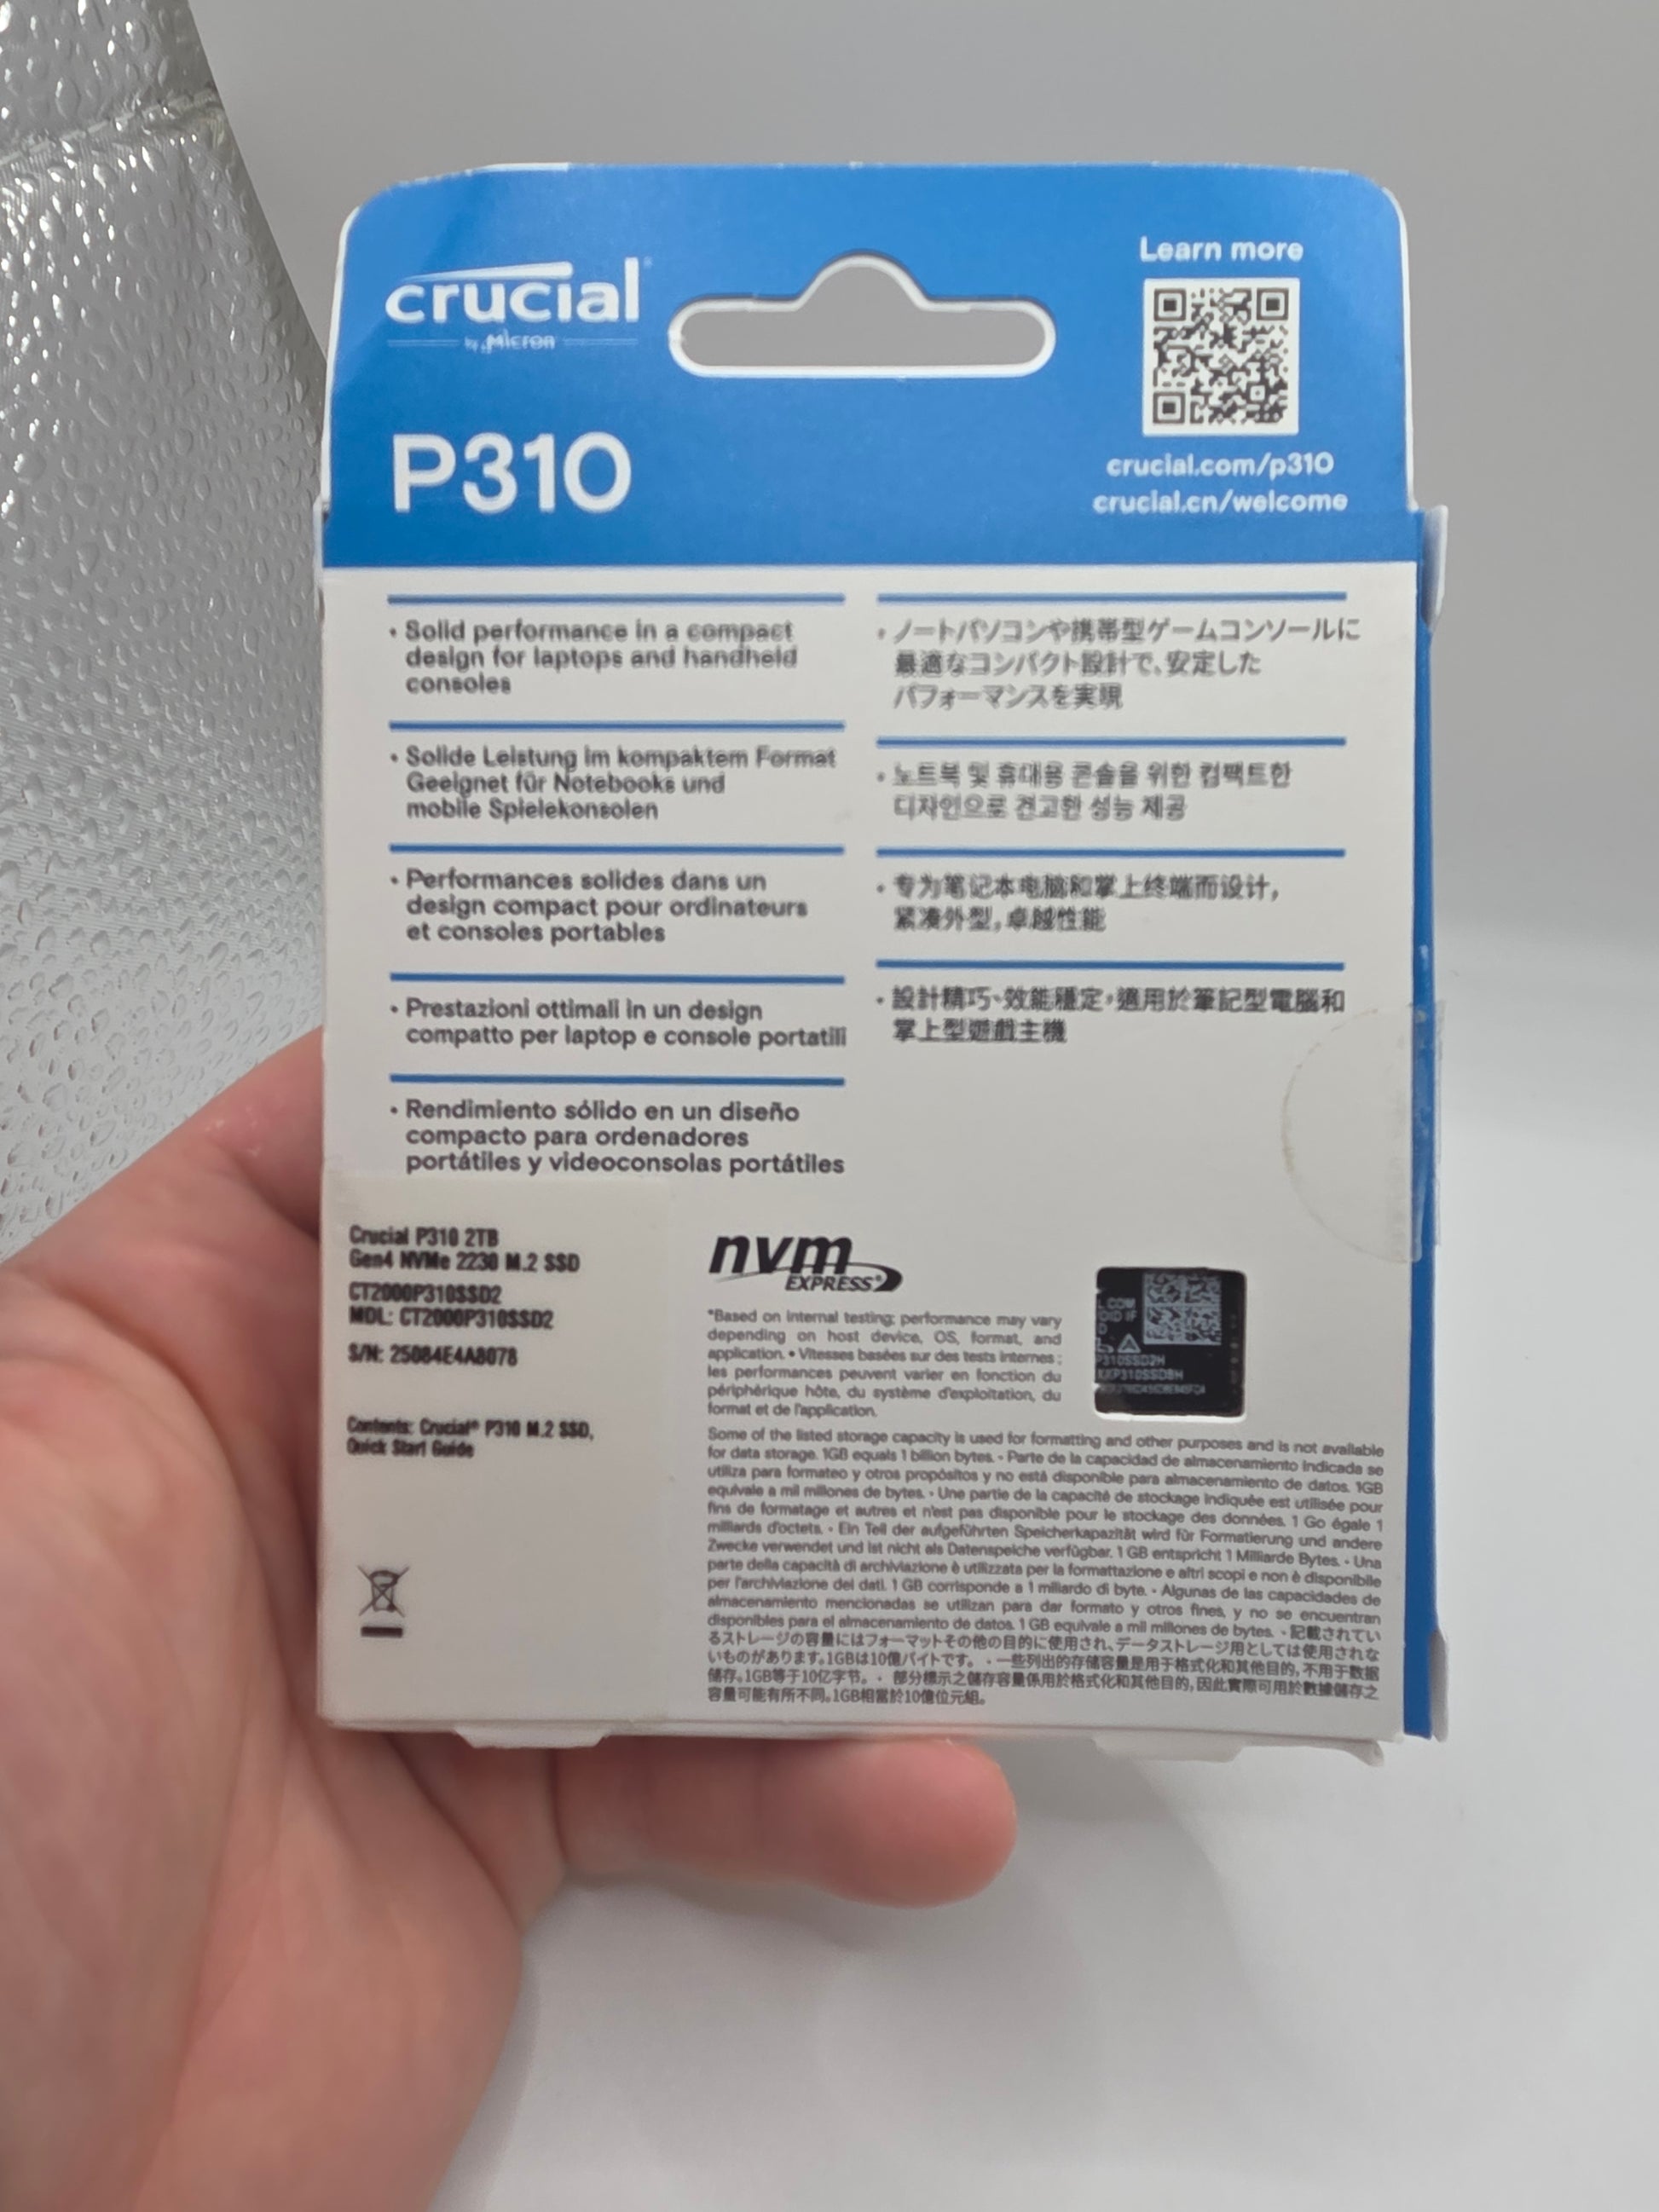 crucial
by Micron
Learn more
P310
crucial.com/p310
crucial.cn/welcome
• Solid performance in a compact
design for laptops and handheld
consoles
• Solide Leistung im kompaktem Format
Geeignet für Notebooks und
mobile Spielekonsolen
• Performances solides dans un
design compact pour ordinateurs
et consoles portables
• Prestazioni ottimali in un design
compatto per laptop e console portatili
• Rendimiento sólido en un diseño
compacto para ordenadores
portátiles y videoconsolas portátiles
• ノートパソコンや携帯型ゲームコンソールに
最適なコンパクト設計で、安定した
パフォーマンスを実現
• 노트북 및 휴대용 콘솔을 위한 컴팩트한
디자인으로 견고한 성능 제공
• 专为笔记本电脑和掌上终端而设计,
紧凑外型, 卓越性能
• 設計精巧、效能穩定，適用於筆記型電腦和
掌上型遊戲主機
Crucial P310 2TB
Gen4 NVMe 2230 M.2 SSD
CT2000P310SSD2
MDL: CT2000P310SSD2
S/N: 25084E4A8078
Contents: Crucial® P310 M.2 SSD,
Quick Start Guide
nvm
EXPRESS®
*Based on internal testing; performance may vary
depending on host device, OS, format, and
application. • Vitesses basées sur des tests internes ;
les performances peuvent varier en fonction du
périphérique hôte, du système d'exploitation, du
format et de l'application.
P310SSD2H
Some of the listed storage capacity is used for formatting and other purposes and is not available
for data storage. 1GB equals 1 billion bytes. • Parte de la capacidad de almacenamiento indicada se
utiliza para formateo y otros propósitos y no está disponible para almacenamiento de datos. 1GB
equivale a mil millones de bytes. • Une partie de la capacité de stockage indiquée est utilisée pour
fins de formatage et autres et n'est pas disponible pour le stockage des données. 1 Go égale 1
milliards d'octets. • Ein Teil der aufgeführten Speicherkapazität wird für Formatierung und andere
Zwecke verwendet und ist nicht als Datenspeiche verfügbar. 1 GB entspricht 1 Milliarde Bytes. • Una
parte della capacità di archiviazione è utilizzata per la formattazione e altri scopi e non è disponibile
per l'archiviazione dei dati. 1 GB corrisponde a 1 miliardo di byte. • Algunas de las capacidades de
almacenamiento mencionadas se utilizan para dar formato y otros fines, y no se encuentran
disponibles para el almacenamiento de datos. 1 GB equivale a mil millones de bytes. • 記載されてい
るストレージの容量にはフォーマットその他の目的に使用され、データストレージ用としては使用されな
いものがあります。1GBは10億バイトです。 • 一些列出的存储容量是用于格式化和其他目的, 不用于数据
储存。1GB等于10亿字节。 • 部分標示之儲存容量係用於格式化和其他目的, 因此實際可用於數據儲存之
容量可能有所不同。1GB相當於10億位元組。